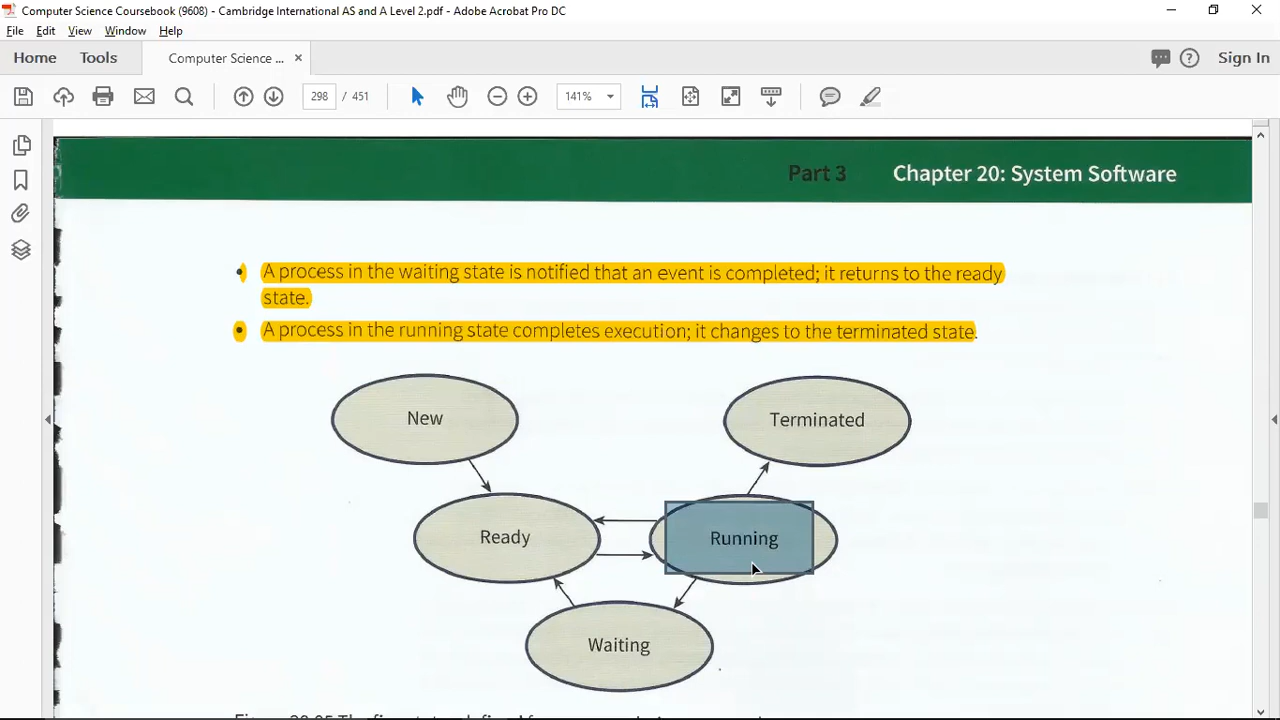 Computer Science Coursebook (9608) - Cambridge International AS and A Level 2.pdf - Adobe Acrobat Pro DC
File Edit View Window Help
Home Tools Computer Science ... × Sign In
298 / 451 141%
Part 3 Chapter 20: System Software
• A process in the waiting state is notified that an event is completed; it returns to the ready
state.
• A process in the running state completes execution; it changes to the terminated state.
New Terminated
Ready Running
Waiting